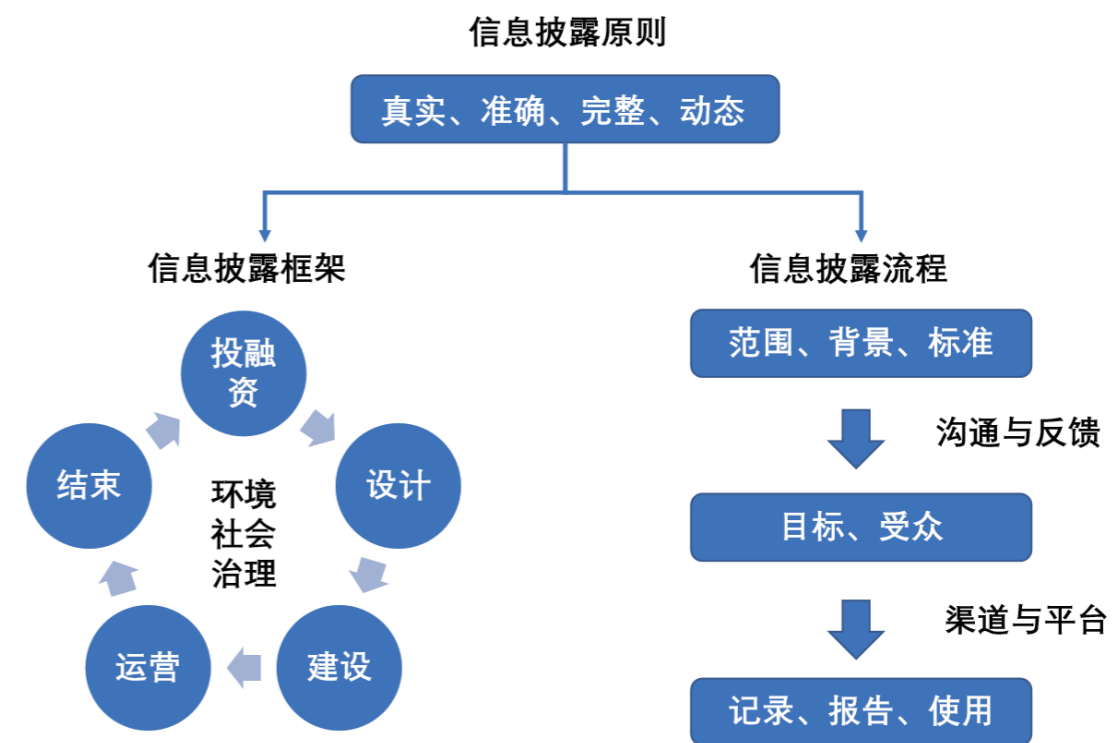 信息披露原则
真实、准确、完整、动态
信息披露框架
信息披露流程
投融
资
设计
建设
运营
结束
环境
社会
治理
范围、背景、标准
沟通与反馈
目标、受众
渠道与平台
记录、报告、使用